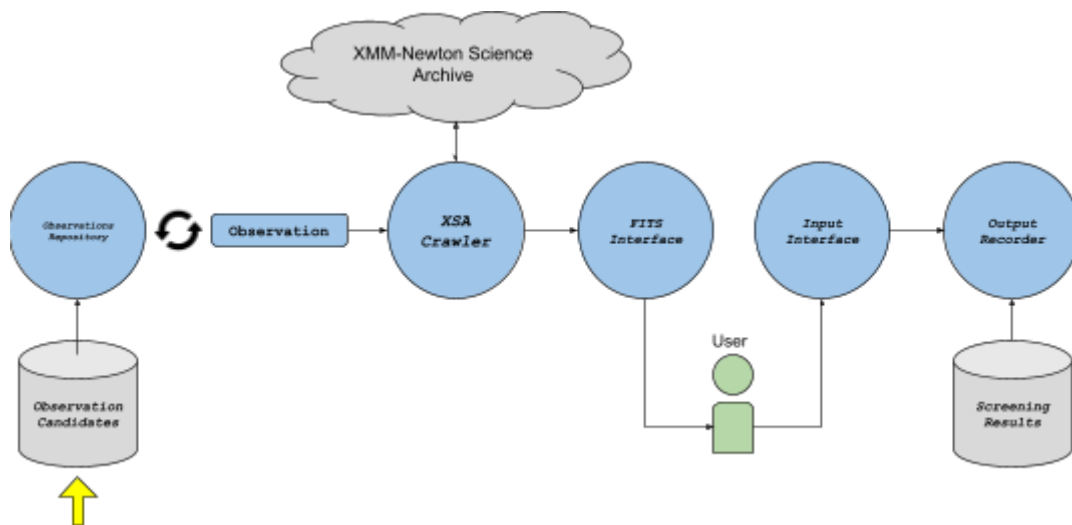 XMM-Newton Science
Archive
Observations
Repository
Observation
XSA
Crawler
FITS
Interface
Input
Interface
Output
Recorder
User
Observation
Candidates
Screening
Results